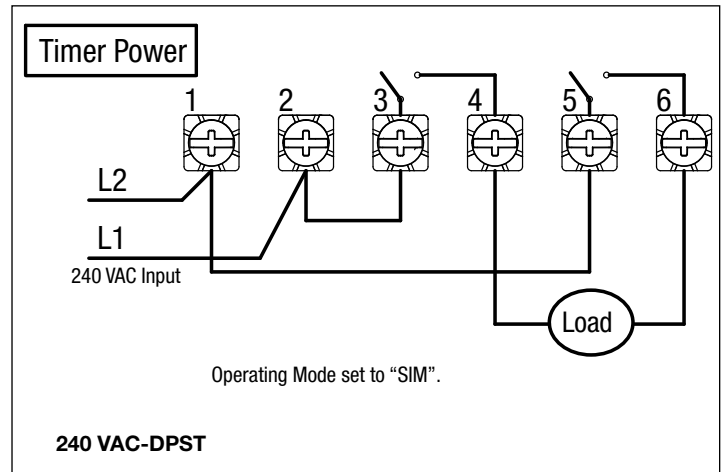 Timer Power
1 2 3 4 5 6
L2
L1
240 VAC Input
Load
Operating Mode set to “SIM”.
240 VAC-DPST